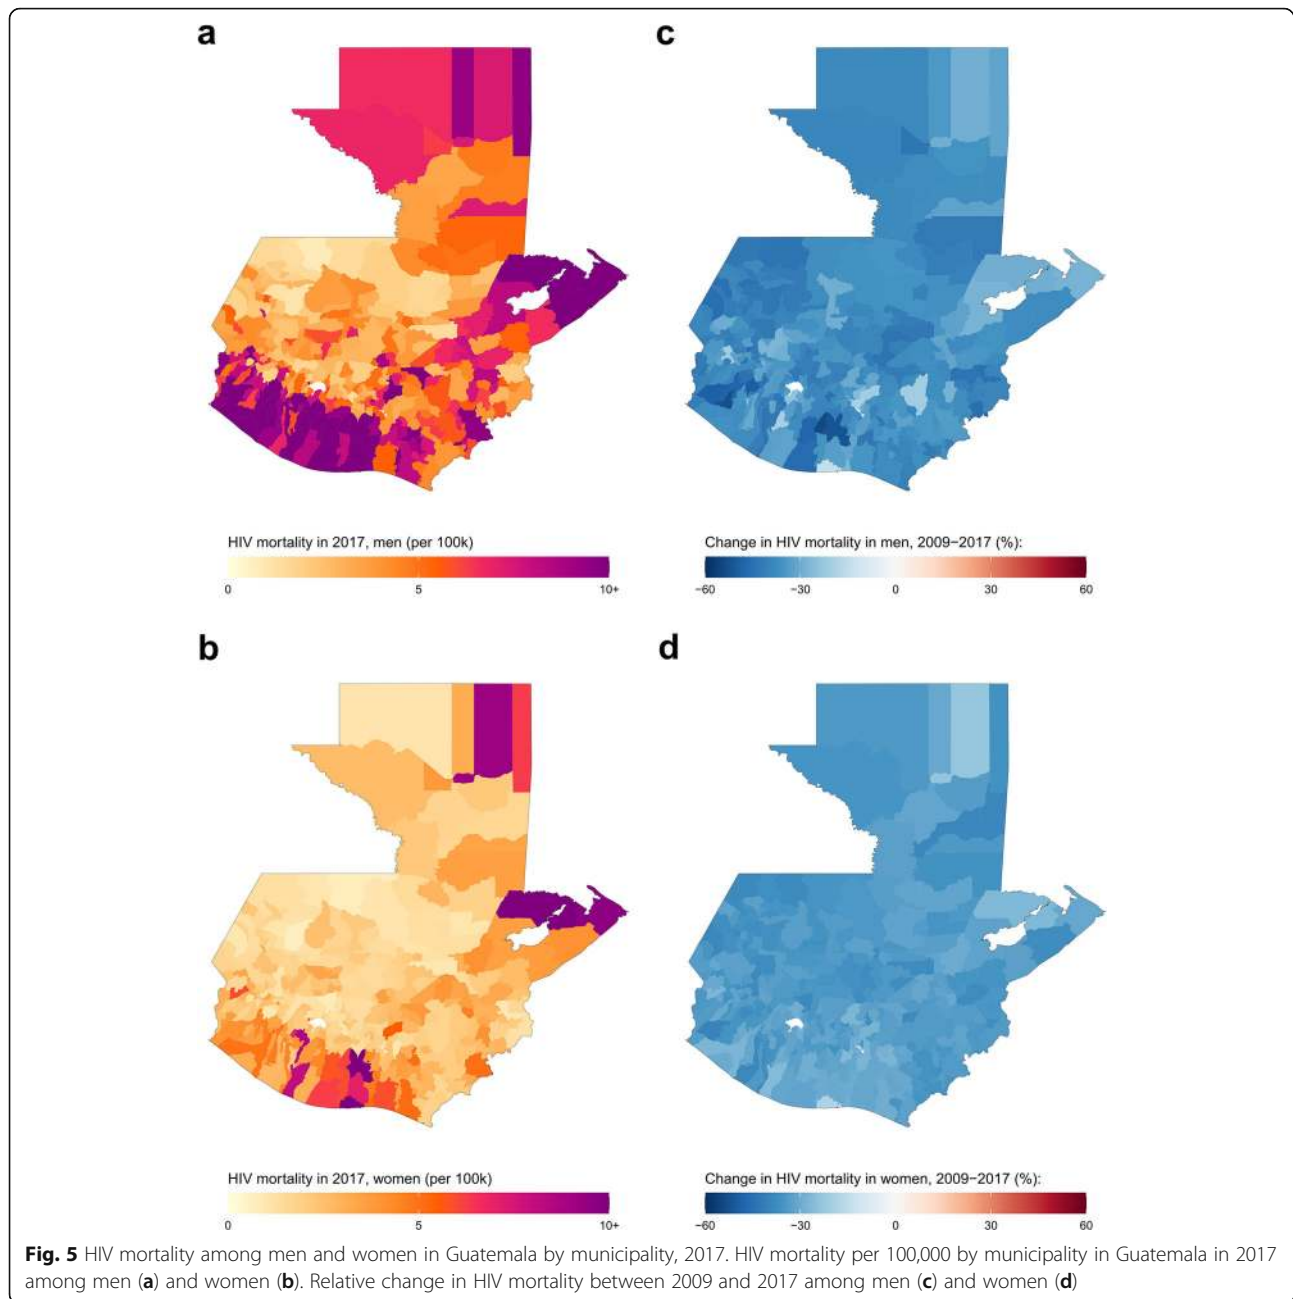 a
c
HIV mortality in 2017, men (per 100k)
0 5 10+
Change in HIV mortality in men, 2009−2017 (%):
−60 −30 0 30 60
b
d
HIV mortality in 2017, women (per 100k)
0 5 10+
Change in HIV mortality in women, 2009−2017 (%):
−60 −30 0 30 60
Fig. 5 HIV mortality among men and women in Guatemala by municipality, 2017. HIV mortality per 100,000 by municipality in Guatemala in 2017
among men (a) and women (b). Relative change in HIV mortality between 2009 and 2017 among men (c) and women (d)